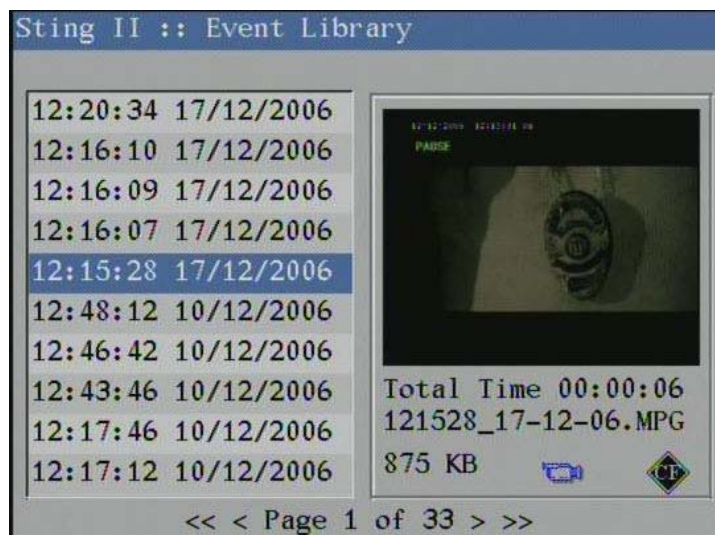 Sting II :: Event Library
12:20:34 17/12/2006
12:16:10 17/12/2006
12:16:09 17/12/2006
12:16:07 17/12/2006
12:15:28 17/12/2006
12:48:12 10/12/2006
12:46:42 10/12/2006
12:43:46 10/12/2006
12:17:46 10/12/2006
12:17:12 10/12/2006
PAUSE
Total Time 00:00:06
121528_17-12-06.MPG
875 KB
CF
<< < Page 1 of 33 > >>